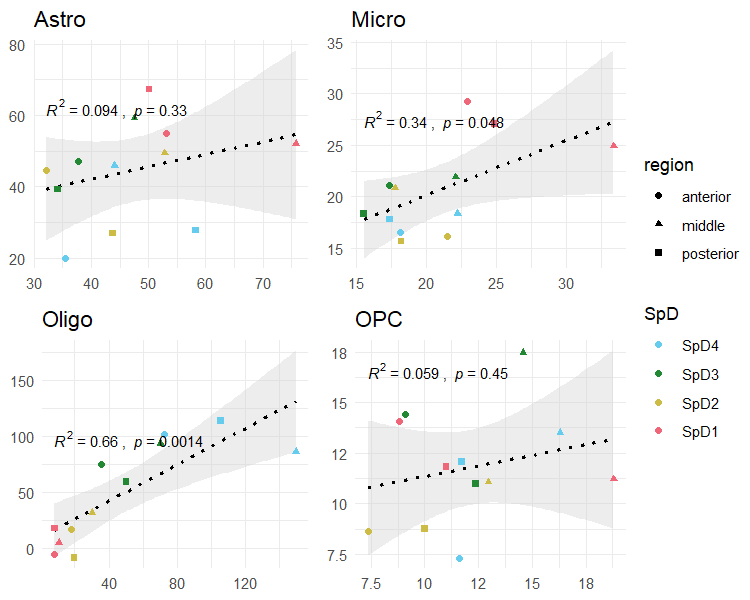 Astro
80
60
40
20
R² = 0.094 , p = 0.33
30 40 50 60 70
Micro
35
30
25
20
15
R² = 0.34 , p = 0.048
15 20 25 30
Oligo
150
100
50
0
R² = 0.66 , p = 0.0014
40 80 120
OPC
18
15
12
10
7.5
R² = 0.059 , p = 0.45
7.5 10 12 15 18
region
anterior
middle
posterior
SpD
SpD4
SpD3
SpD2
SpD1